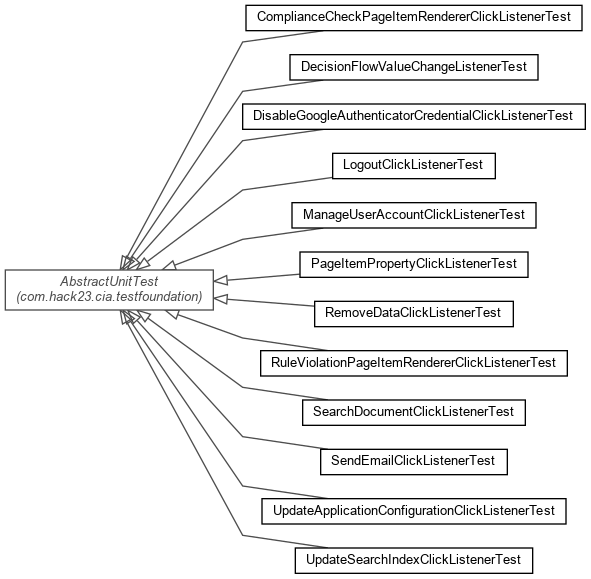 ComplianceCheckPageItemRendererClickListenerTest
DecisionFlowValueChangeListenerTest
DisableGoogleAuthenticatorCredentialClickListenerTest
LogoutClickListenerTest
ManageUserAccountClickListenerTest
PageItemPropertyClickListenerTest
AbstractUnitTest
(com.hack23.cia.testfoundation)
RemoveDataClickListenerTest
RuleViolationPageItemRendererClickListenerTest
SearchDocumentClickListenerTest
SendEmailClickListenerTest
UpdateApplicationConfigurationClickListenerTest
UpdateSearchIndexClickListenerTest